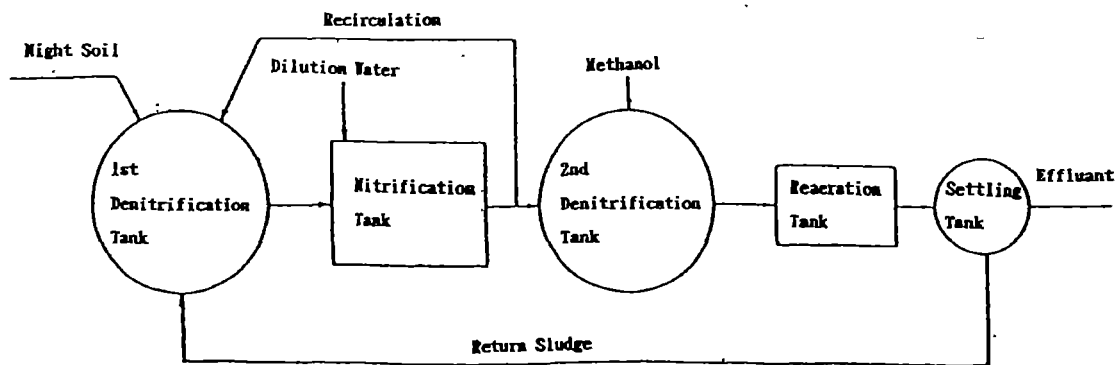 Recirculation
Night Soil
Dilution Water
Methanol
1st
Denitrification
Tank
Nitrification
Tank
2nd
Denitrification
Tank
Reaeration
Tank
Settling
Tank
Effluant
Return Sludge